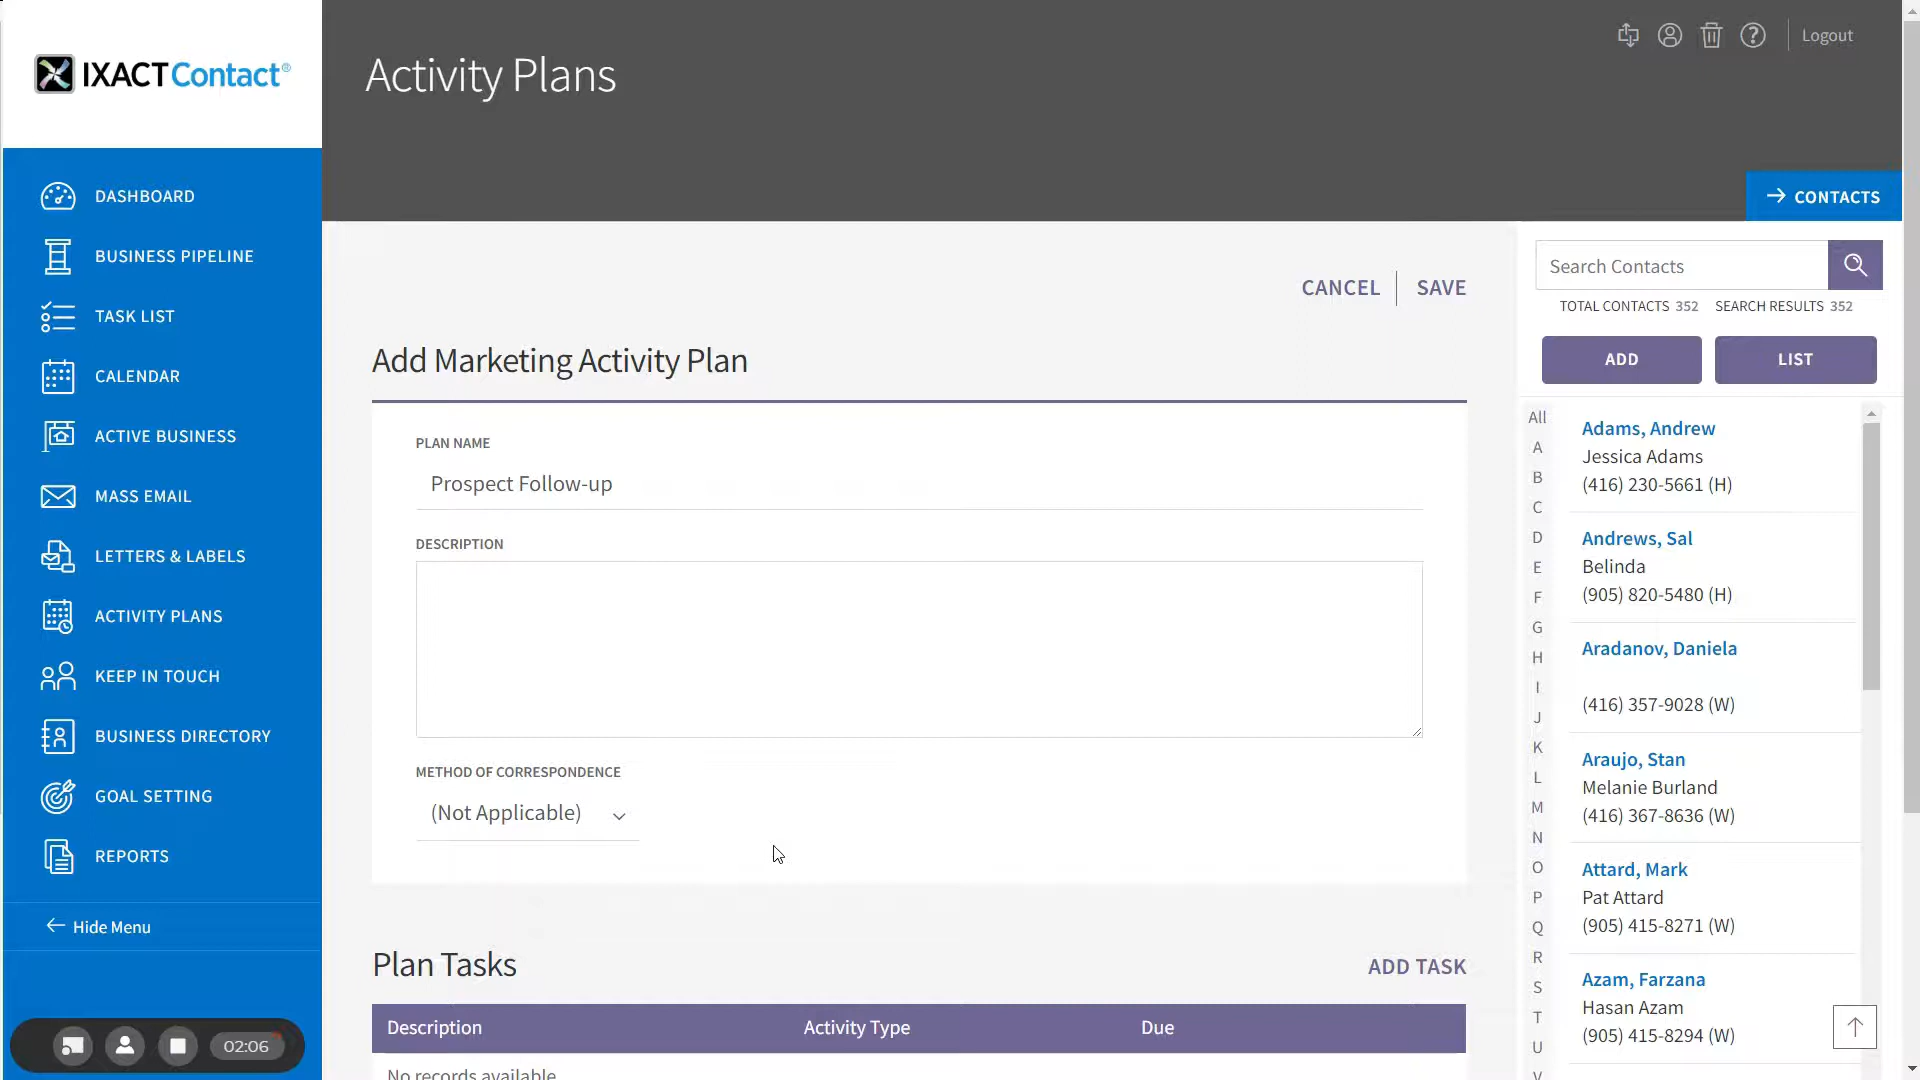 IXACTContact®
DASHBOARD
BUSINESS PIPELINE
TASK LIST
CALENDAR
ACTIVE BUSINESS
MASS EMAIL
LETTERS & LABELS
ACTIVITY PLANS
KEEP IN TOUCH
BUSINESS DIRECTORY
GOAL SETTING
REPORTS
Hide Menu
02:06
Activity Plans
Logout
CONTACTS
CANCEL
SAVE
Add Marketing Activity Plan
PLAN NAME
Prospect Follow-up
DESCRIPTION
METHOD OF CORRESPONDENCE
(Not Applicable)
Plan Tasks
ADD TASK
Description Activity Type Due
No records available
Search Contacts
TOTAL CONTACTS 352 SEARCH RESULTS 352
ADD
LIST
All
A
B
C
D
E
F
G
H
I
J
K
L
M
N
O
P
Q
R
S
T
U
V
Adams, Andrew
Jessica Adams
(416) 230-5661 (H)
Andrews, Sal
Belinda
(905) 820-5480 (H)
Aradanov, Daniela
(416) 357-9028 (W)
Araujo, Stan
Melanie Burland
(416) 367-8636 (W)
Attard, Mark
Pat Attard
(905) 415-8271 (W)
Azam, Farzana
Hasan Azam
(905) 415-8294 (W)